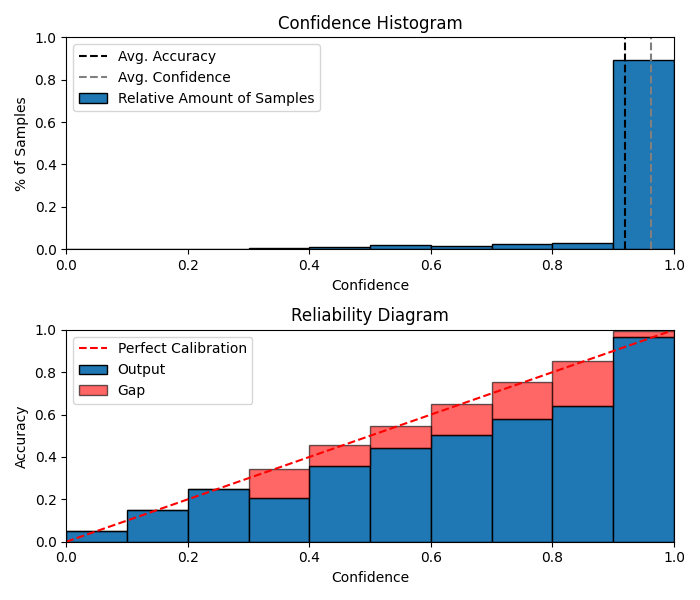 Confidence Histogram
1.0
0.8
0.6
0.4
0.2
0.0
% of Samples
Avg. Accuracy
Avg. Confidence
Relative Amount of Samples
0.0 0.2 0.4 0.6 0.8 1.0
Confidence
Reliability Diagram
1.0
0.8
0.6
0.4
0.2
0.0
Accuracy
Perfect Calibration
Output
Gap
0.0 0.2 0.4 0.6 0.8 1.0
Confidence